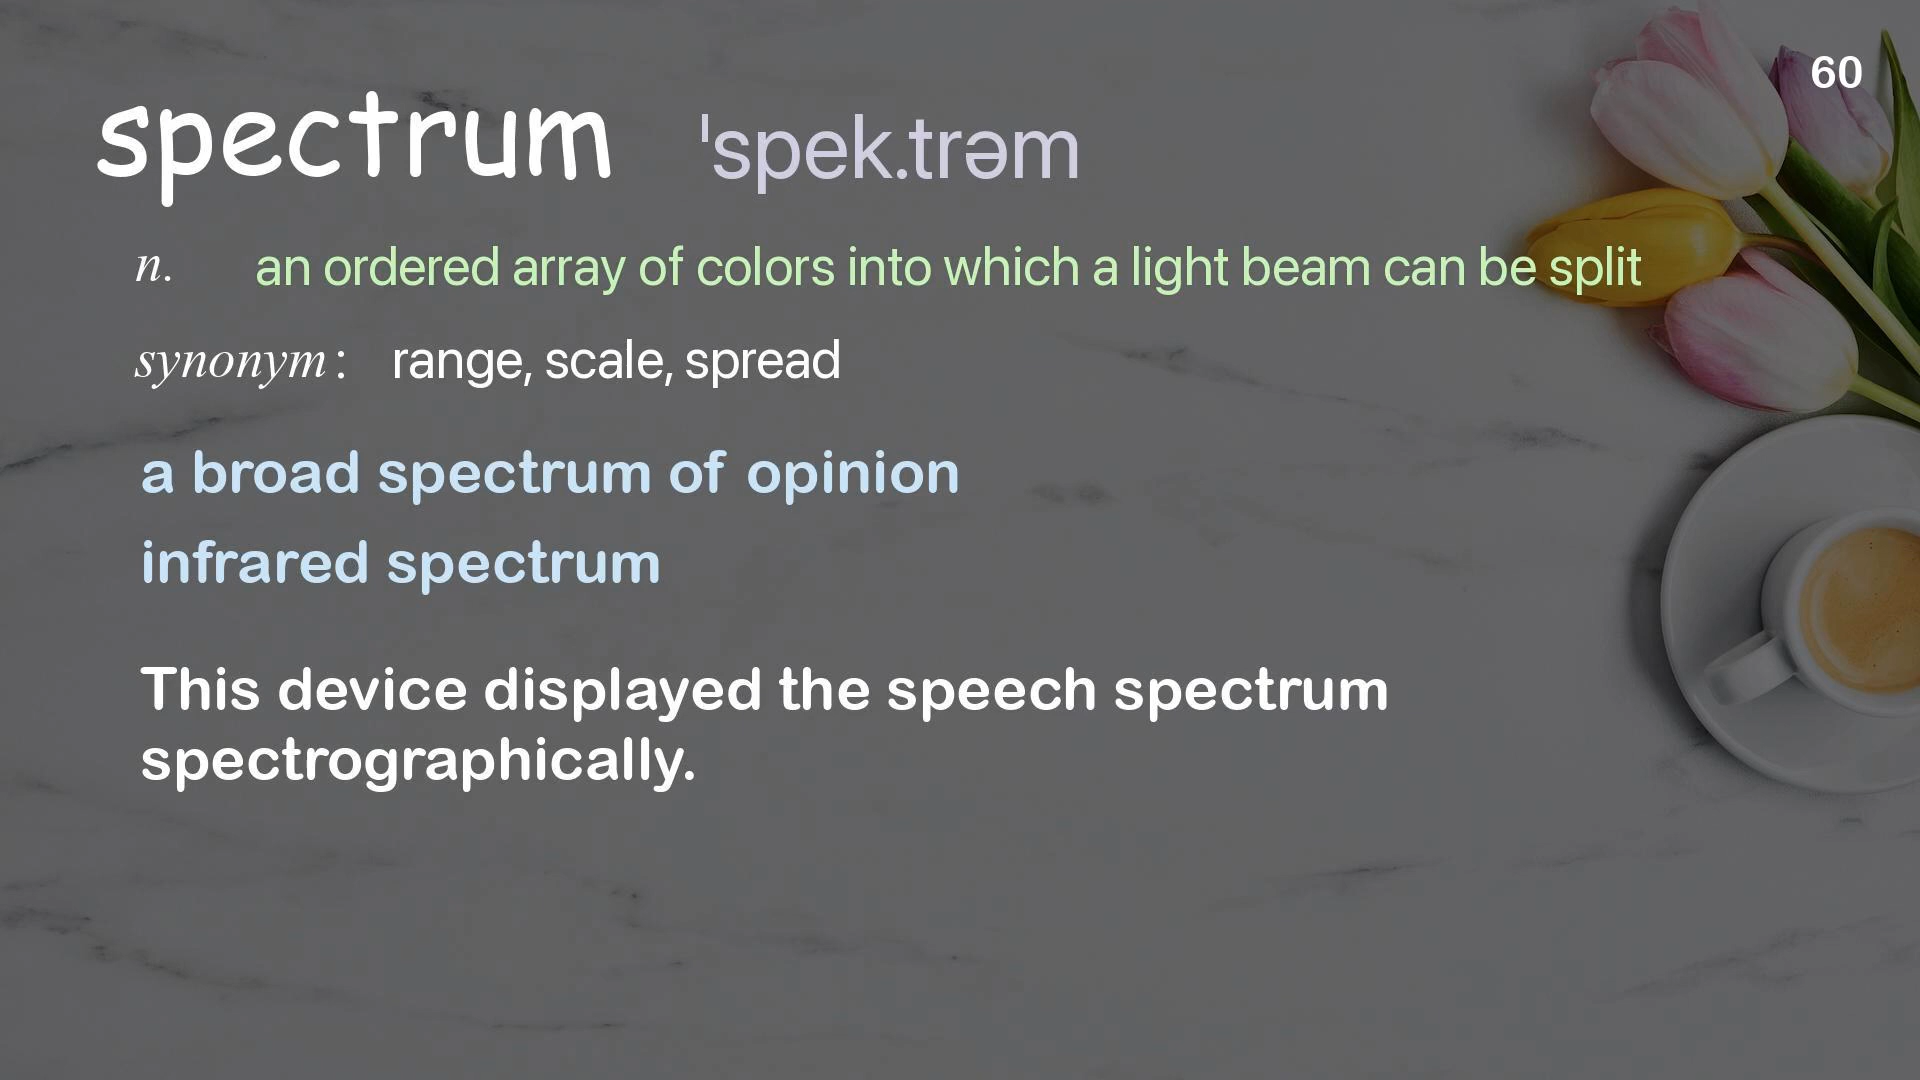 60
spectrum ˈspek.trəm
n. an ordered array of colors into which a light beam can be split
synonym: range, scale, spread
a broad spectrum of opinion
infrared spectrum
This device displayed the speech spectrum
spectrographically.